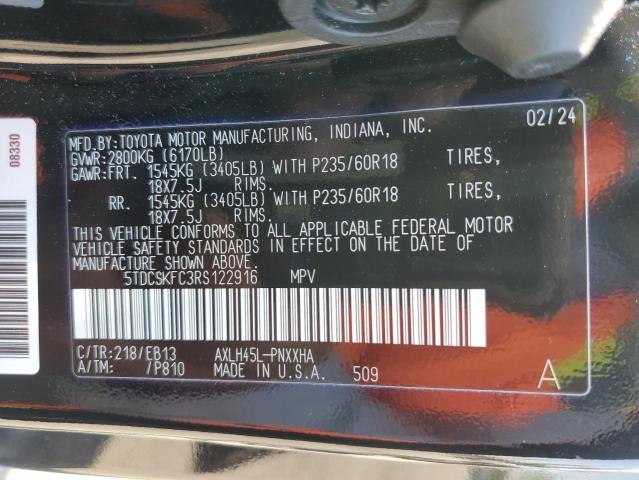 MFD.BY:TOYOTA MOTOR MANUFACTURING, INDIANA, INC. 02/24
GVWR:2800KG (6170LB)
GAWR:FRT. 1545KG (3405LB) WITH P235/60R18 TIRES,
18X7.5J RIMS.
RR. 1545KG (3405LB) WITH P235/60R18 TIRES,
18X7.5J RIMS.
THIS VEHICLE CONFORMS TO ALL APPLICABLE FEDERAL MOTOR
VEHICLE SAFETY STANDARDS IN EFFECT ON THE DATE OF
MANUFACTURE SHOWN ABOVE.
5TDCSKFC3RS122916 MPV
C/TR:218/EB13 AXLH45L-PNXXHA
A/TM: /P810 MADE IN U.S.A. 509 A
08330